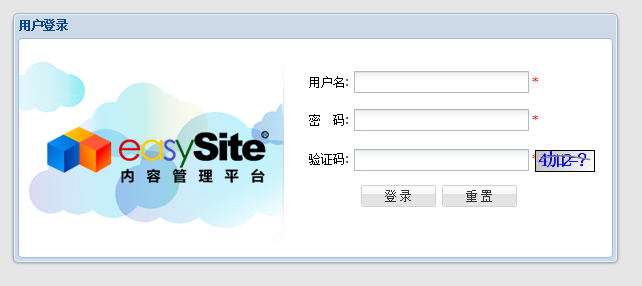 用户登录
用户名: *
easySite®
内容管理平台
密 码: *
验证码: * 4加2=?
登录 重置